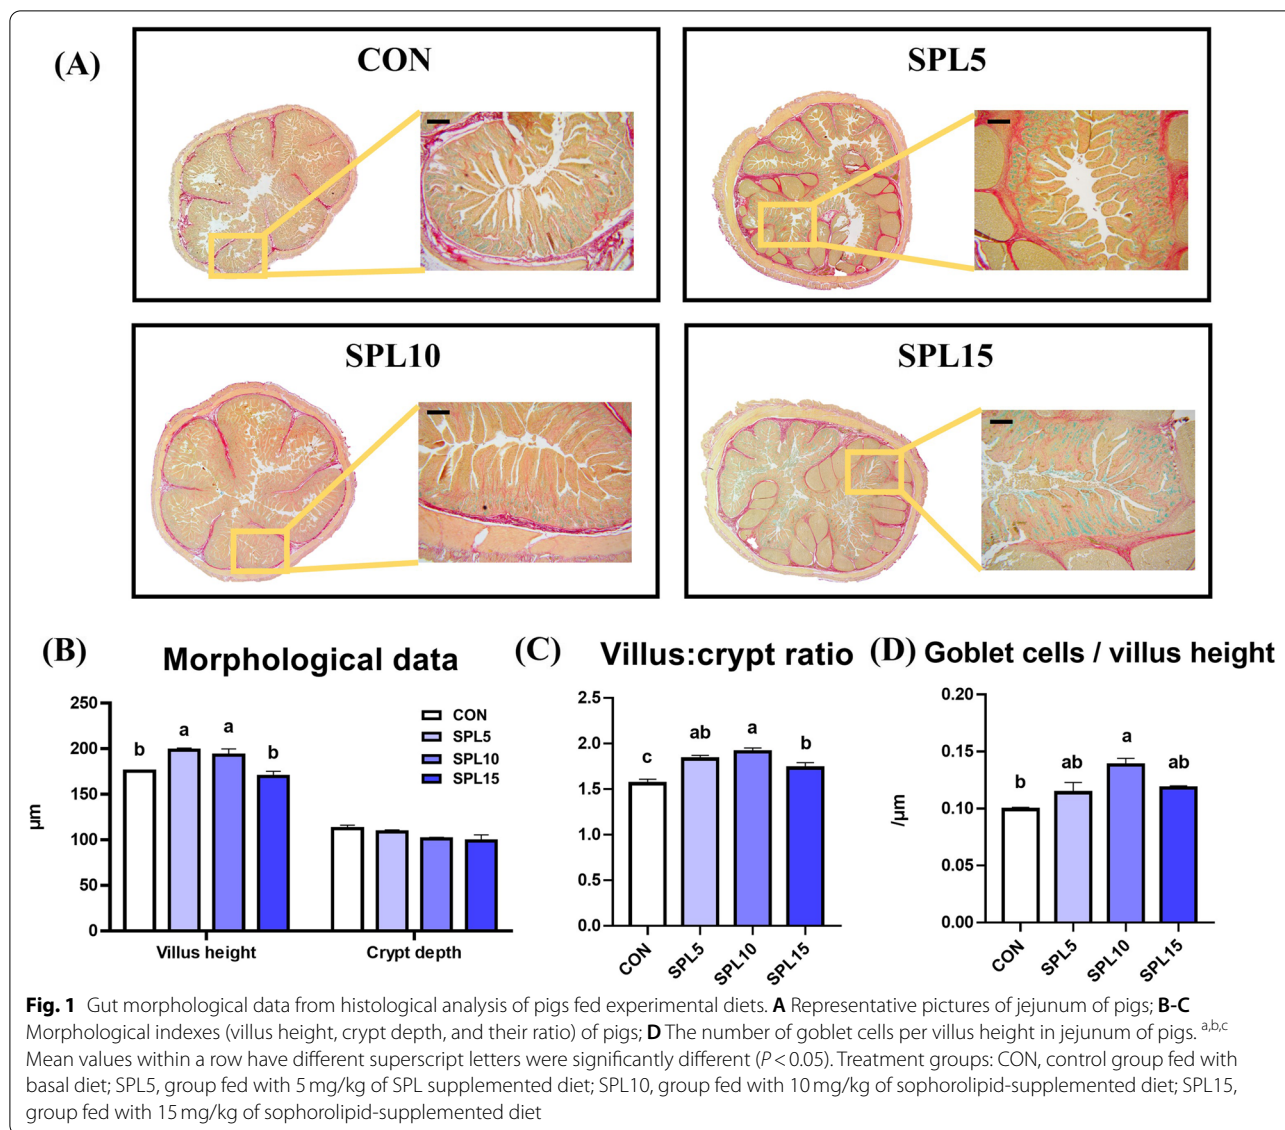 (A)
CON
SPL5
SPL10
SPL15
(B)
Morphological data
250
200
150
100
50
0
µm
b
a
a
b
CON
SPL5
SPL10
SPL15
Villus height
Crypt depth
(C)
Villus:crypt ratio
2.5
2.0
1.5
1.0
0.5
0.0
c
ab
a
b
CON
SPL5
SPL10
SPL15
(D)
Goblet cells / villus height
0.20
0.15
0.10
0.05
0.00
/µm
b
ab
a
ab
CON
SPL5
SPL10
SPL15
Fig. 1 Gut morphological data from histological analysis of pigs fed experimental diets. A Representative pictures of jejunum of pigs; B-C
Morphological indexes (villus height, crypt depth, and their ratio) of pigs; D The number of goblet cells per villus height in jejunum of pigs. a,b,c
Mean values within a row have different superscript letters were significantly different (P < 0.05). Treatment groups: CON, control group fed with
basal diet; SPL5, group fed with 5 mg/kg of SPL supplemented diet; SPL10, group fed with 10 mg/kg of sophorolipid-supplemented diet; SPL15,
group fed with 15 mg/kg of sophorolipid-supplemented diet